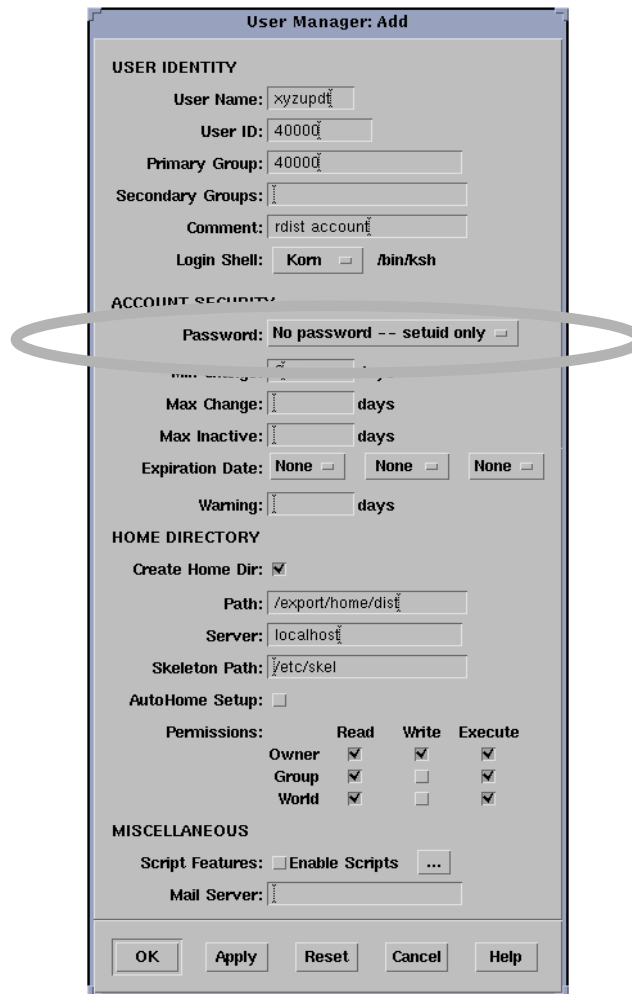 User Manager: Add
USER IDENTITY
User Name: xyzupdt
User ID: 40000
Primary Group: 40000
Secondary Groups:
Comment: rdist account
Login Shell: Korn /bin/ksh
ACCOUNT SECURITY
Password: No password -- setuid only
Max Change: days
Max Inactive: days
Expiration Date: None None None
Warning: days
HOME DIRECTORY
Create Home Dir:
Path: /export/home/dist
Server: localhost
Skeleton Path: /etc/skel
AutoHome Setup:
Permissions: Read Write Execute
Owner
Group
World
MISCELLANEOUS
Script Features: Enable Scripts ...
Mail Server:
OK Apply Reset Cancel Help